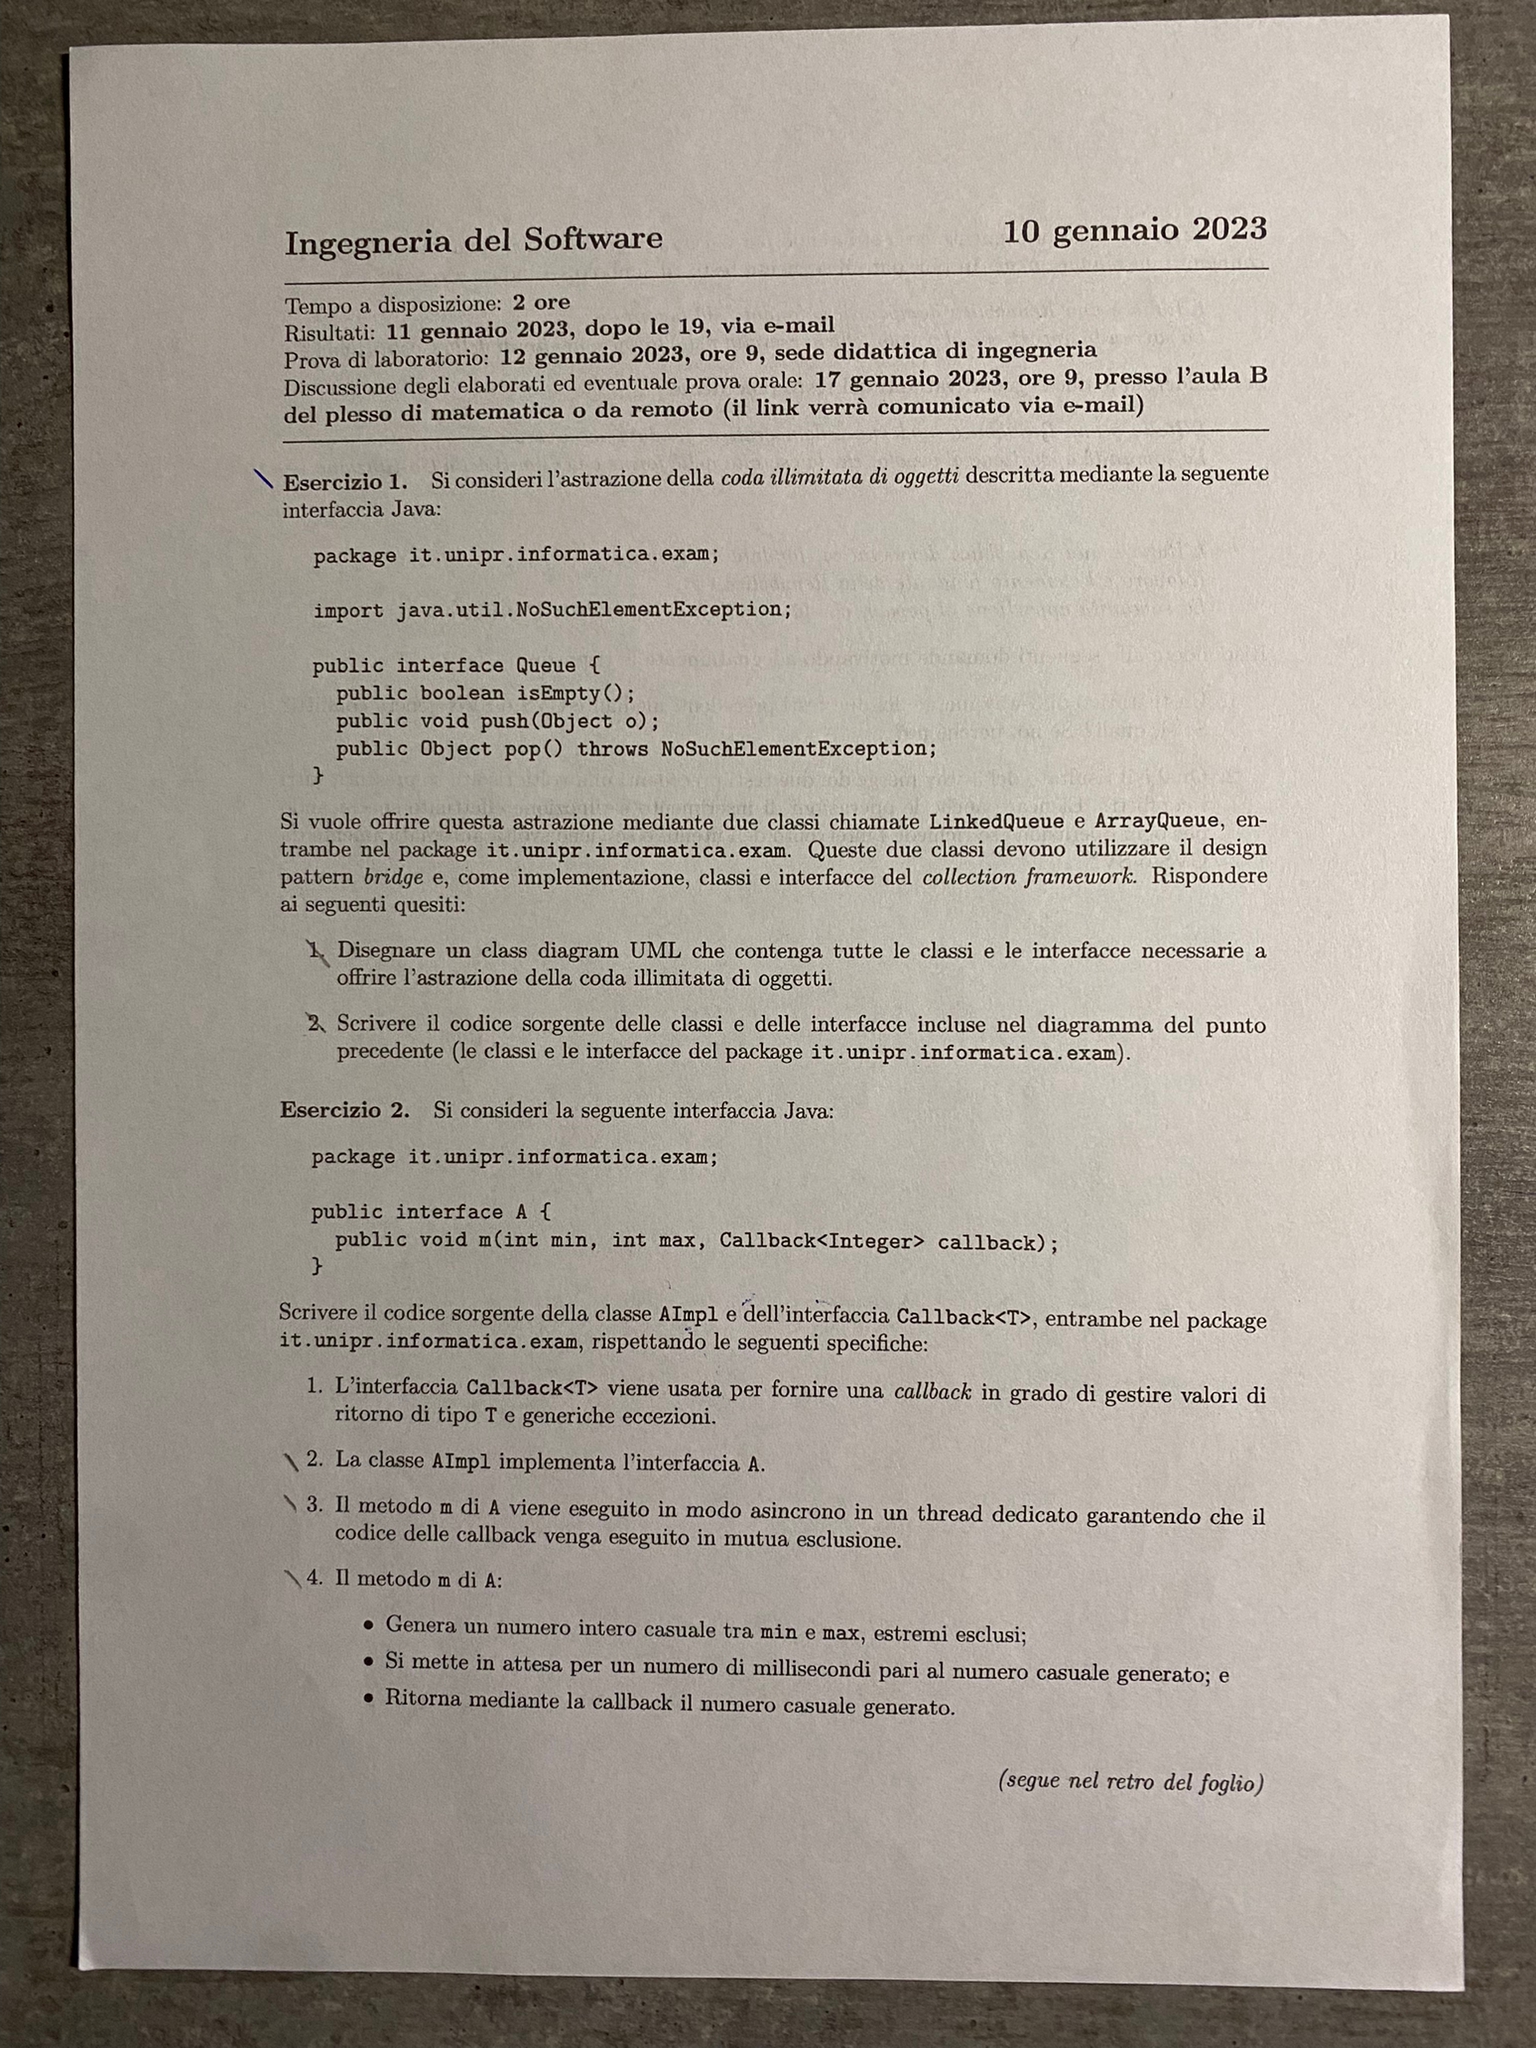 Ingegneria del Software 10 gennaio 2023
Tempo a disposizione: 2 ore
Risultati: 11 gennaio 2023, dopo le 19, via e-mail
Prova di laboratorio: 12 gennaio 2023, ore 9, sede didattica di ingegneria
Discussione degli elaborati ed eventuale prova orale: 17 gennaio 2023, ore 9, presso l'aula B
del plesso di matematica o da remoto (il link verrà comunicato via e-mail)
Esercizio 1. Si consideri l'astrazione della coda illimitata di oggetti descritta mediante la seguente
interfaccia Java:
package it.unipr.informatica.exam;
import java.util.NoSuchElementException;
public interface Queue {
public boolean isEmpty();
public void push(Object o);
public Object pop() throws NoSuchElementException;
}
Si vuole offrire questa astrazione mediante due classi chiamate LinkedQueue e ArrayQueue, en-
trambe nel package it.unipr.informatica.exam. Queste due classi devono utilizzare il design
pattern bridge e, come implementazione, classi e interfacce del collection framework. Rispondere
ai seguenti quesiti:
1. Disegnare un class diagram UML che contenga tutte le classi e le interfacce necessarie a
offrire l'astrazione della coda illimitata di oggetti.
2. Scrivere il codice sorgente delle classi e delle interfacce incluse nel diagramma del punto
precedente (le classi e le interfacce del package it.unipr.informatica.exam).
Esercizio 2. Si consideri la seguente interfaccia Java:
package it.unipr.informatica.exam;
public interface A {
public void m(int min, int max, Callback<Integer> callback);
}
Scrivere il codice sorgente della classe AImpl e dell'interfaccia Callback<T>, entrambe nel package
it.unipr.informatica.exam, rispettando le seguenti specifiche:
1. L'interfaccia Callback<T> viene usata per fornire una callback in grado di gestire valori di
ritorno di tipo T e generiche eccezioni.
2. La classe AImpl implementa l'interfaccia A.
3. Il metodo m di A viene eseguito in modo asincrono in un thread dedicato garantendo che il
codice delle callback venga eseguito in mutua esclusione.
4. Il metodo m di A:
• Genera un numero intero casuale tra min e max, estremi esclusi;
• Si mette in attesa per un numero di millisecondi pari al numero casuale generato; e
• Ritorna mediante la callback il numero casuale generato.
(segue nel retro del foglio)